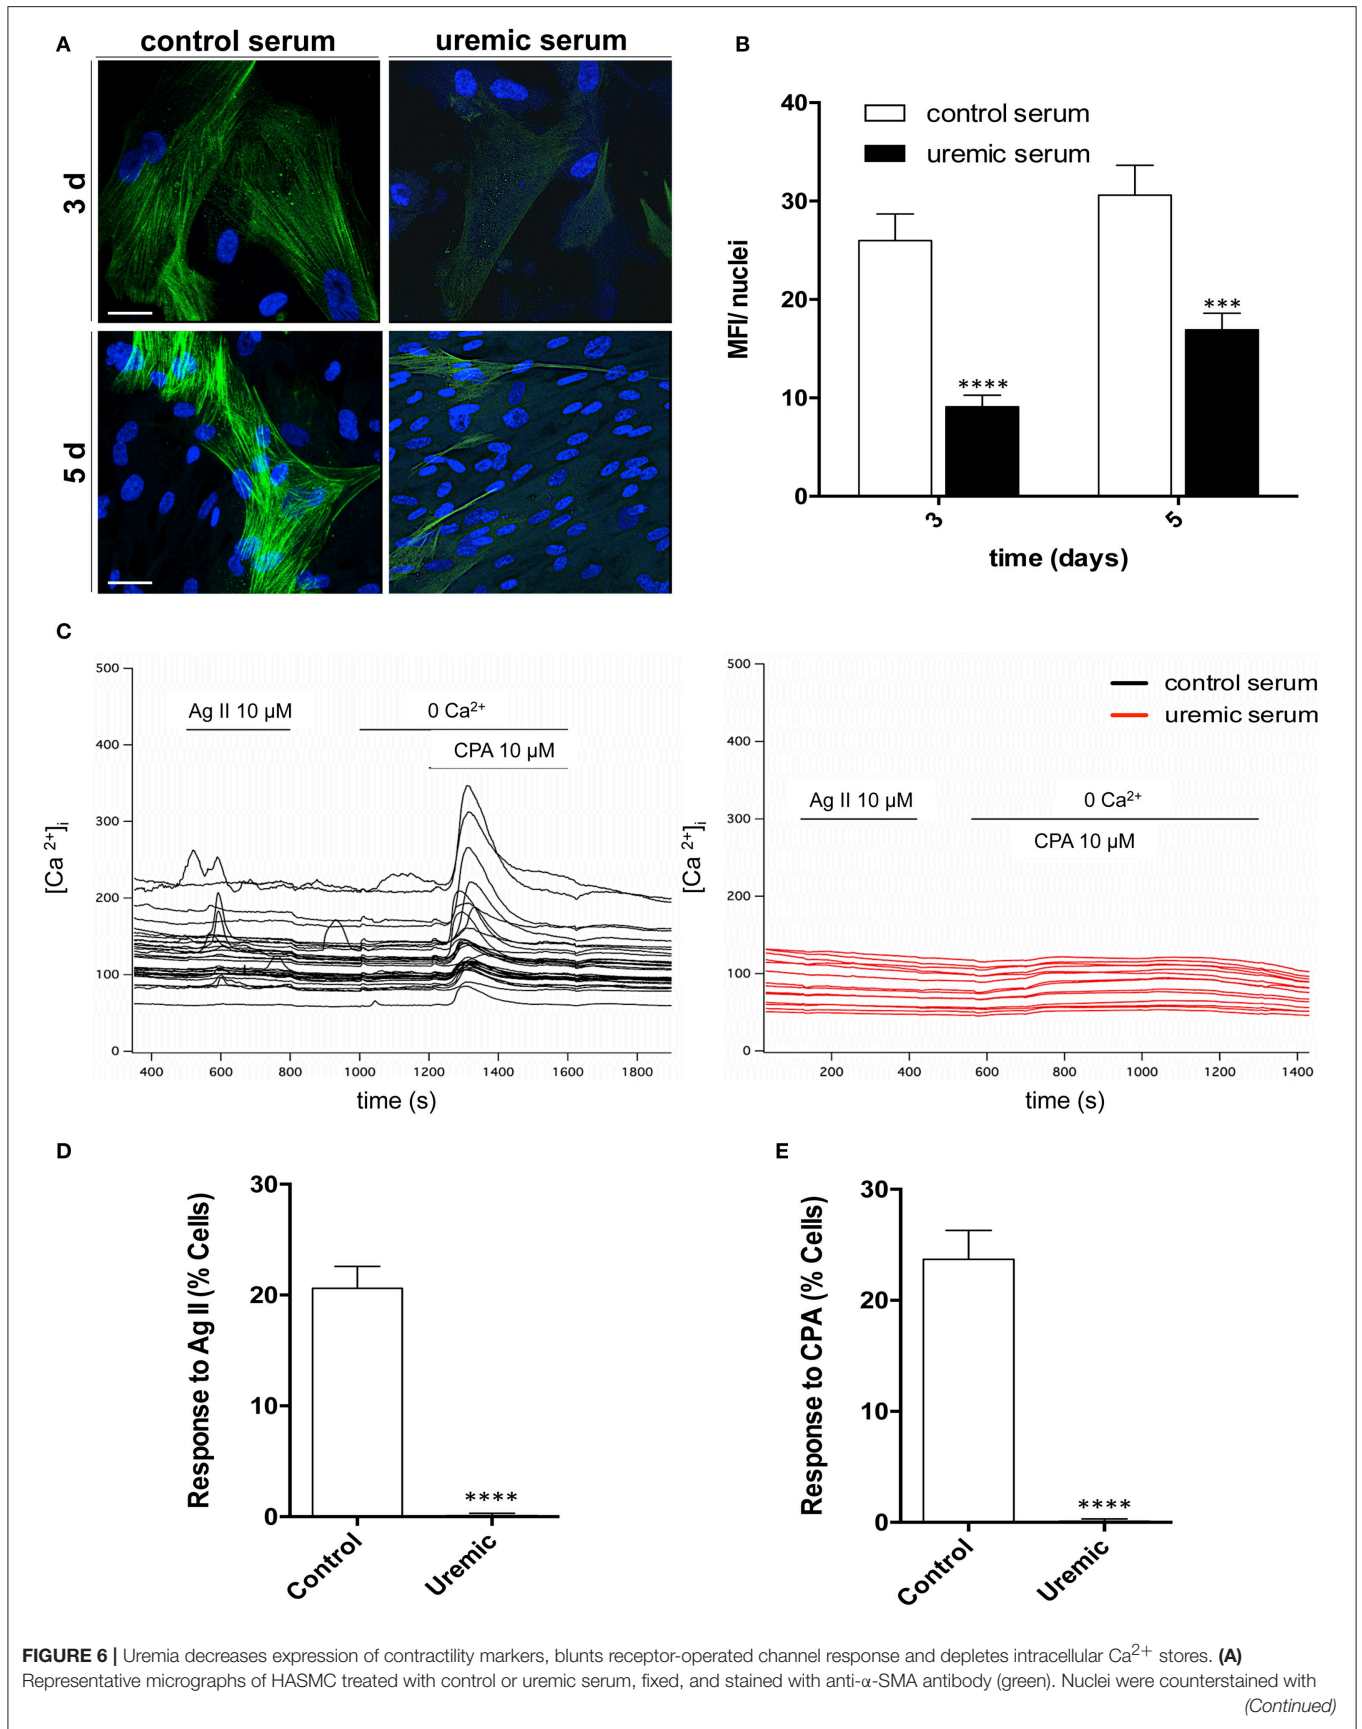 A
control serum
uremic serum
3 d
5 d
B
40
30
20
10
0
MFI/ nuclei
control serum
uremic serum
****
***
3
5
time (days)
C
500
400
300
200
100
0
[Ca 2+]i
Ag II 10 μM
0 Ca2+
CPA 10 μM
400 600 800 1000 1200 1400 1600 1800
time (s)
500
400
300
200
100
0
[Ca 2+]i
control serum
uremic serum
Ag II 10 μM
0 Ca2+
CPA 10 μM
200 400 600 800 1000 1200 1400
time (s)
D
30
20
10
0
Response to Ag II (% Cells)
****
Control
Uremic
E
30
20
10
0
Response to CPA (% Cells)
****
Control
Uremic
FIGURE 6 | Uremia decreases expression of contractility markers, blunts receptor-operated channel response and depletes intracellular Ca2+ stores. (A)
Representative micrographs of HASMC treated with control or uremic serum, fixed, and stained with anti-α-SMA antibody (green). Nuclei were counterstained with
(Continued)